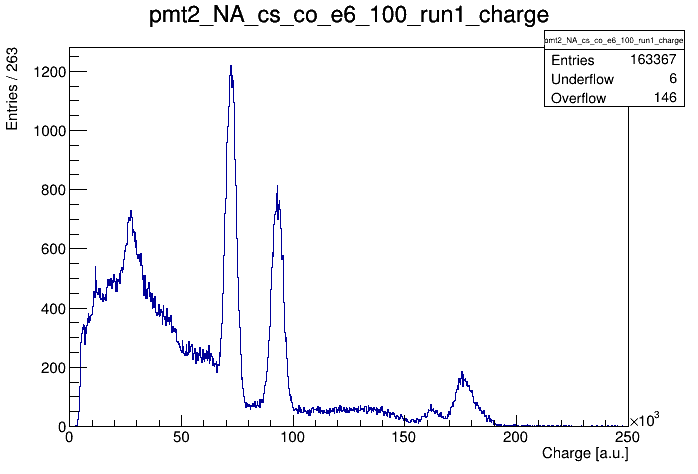 pmt2_NA_cs_co_e6_100_run1_charge
pmt2_NA_cs_co_e6_100_run1_charge
Entries 163367
Underflow 6
Overflow 146
Entries / 263
1200
1000
800
600
400
200
0
0 50 100 150 200 250
×10³
Charge [a.u.]